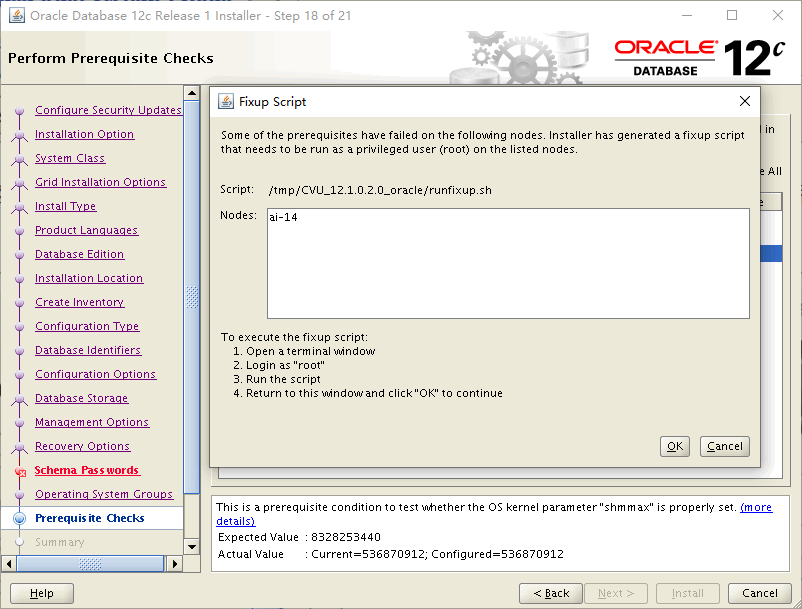 Oracle Database 12c Release 1 Installer - Step 18 of 21
Perform Prerequisite Checks
ORACLE
DATABASE
12c
Configure Security Updates
Installation Option
System Class
Grid Installation Options
Install Type
Product Languages
Database Edition
Installation Location
Create Inventory
Configuration Type
Database Identifiers
Configuration Options
Database Storage
Management Options
Recovery Options
Schema Passwords
Operating System Groups
Prerequisite Checks
Summary
Fixup Script
Some of the prerequisites have failed on the following nodes. Installer has generated a fixup script
that needs to be run as a privileged user (root) on the listed nodes.
Script: /tmp/CVU_12.1.0.2.0_oracle/runfixup.sh
Nodes: ai-14
To execute the fixup script:
1. Open a terminal window
2. Login as "root"
3. Run the script
4. Return to this window and click "OK" to continue
OK
Cancel
in
All
This is a prerequisite condition to test whether the OS kernel parameter "shmmax" is properly set. (more
details)
Expected Value : 8328253440
Actual Value : Current=536870912; Configured=536870912
Help
< Back
Next >
Install
Cancel